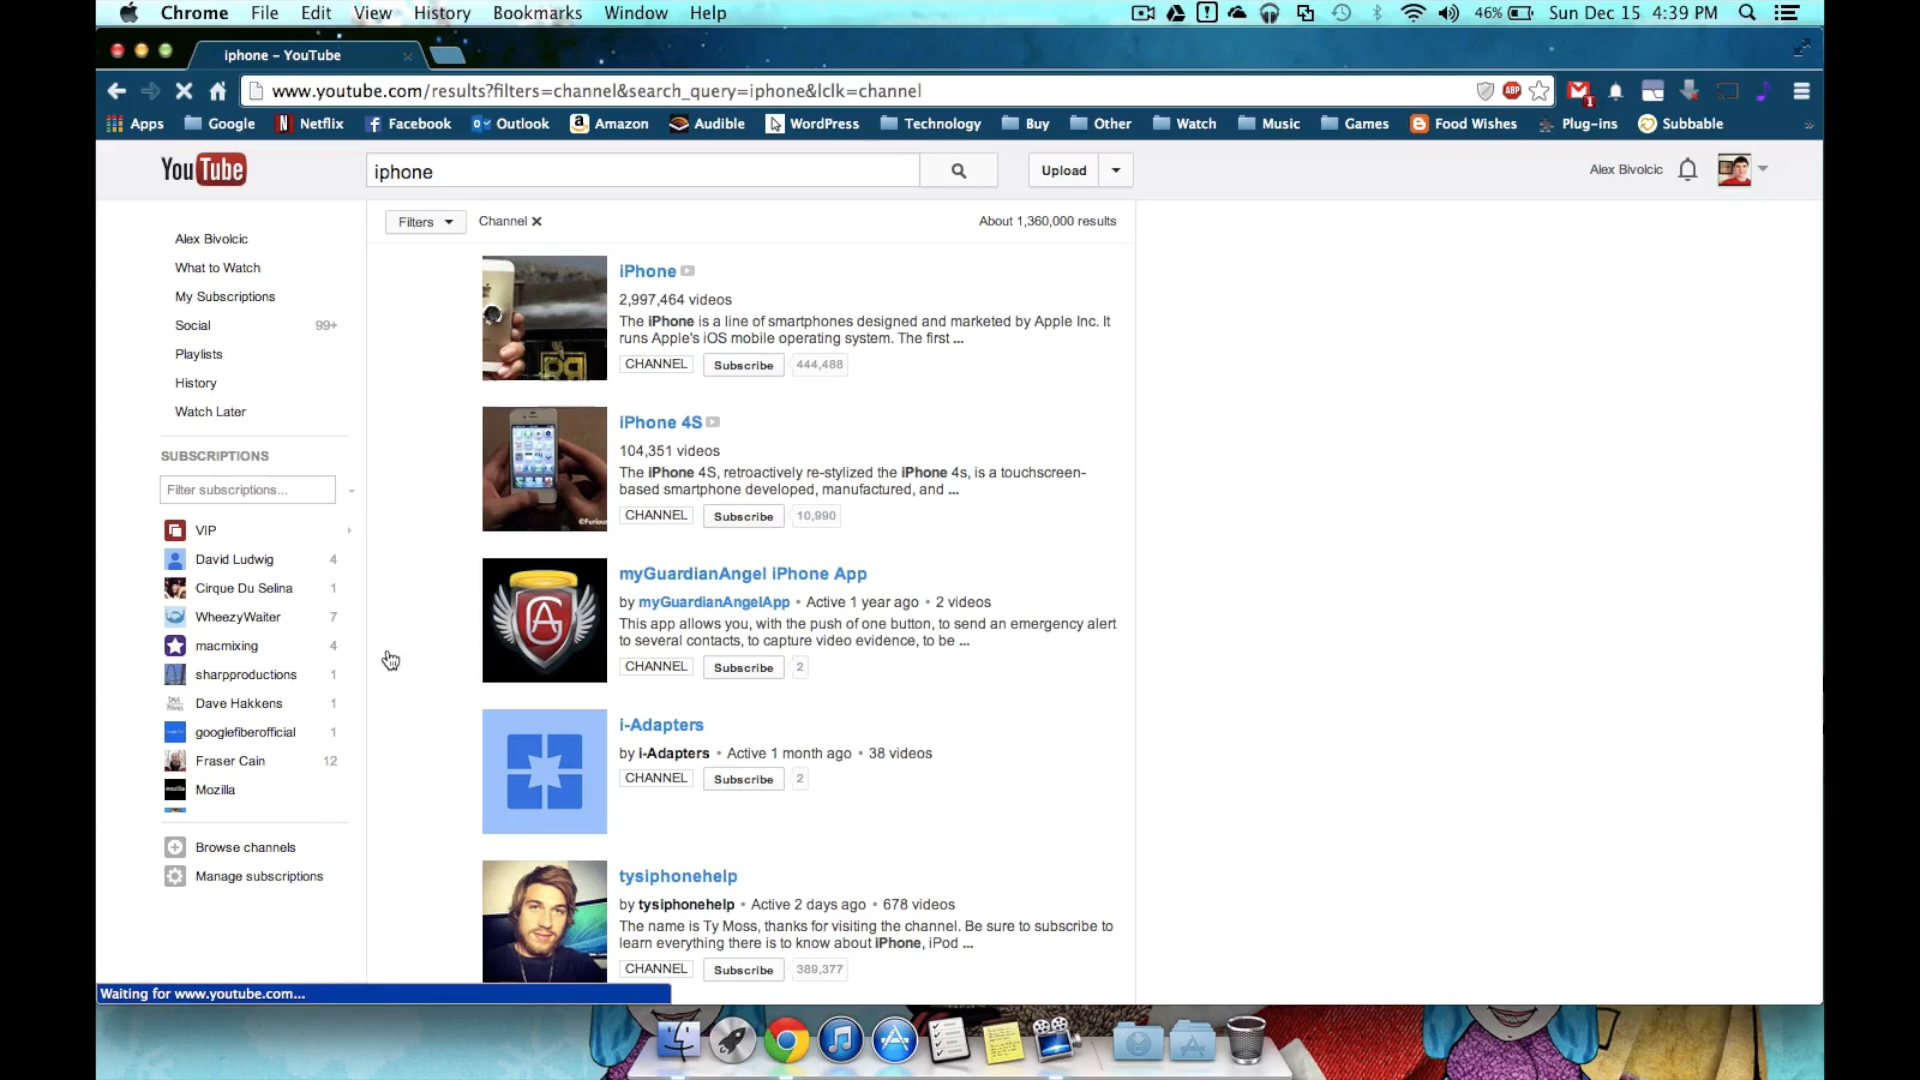 Chrome File Edit View History Bookmarks Window Help 46% Sun Dec 15 4:39 PM
iphone – YouTube
www.youtube.com/results?filters=channel&search_query=iphone&lclk=channel ABP 1
Apps Google Netflix Facebook Outlook Amazon Audible WordPress Technology Buy Other Watch Music Games Food Wishes Plug-ins Subbable »
YouTube iphone Upload Alex Bivolcic
Filters Channel About 1,360,000 results
Alex Bivolcic
What to Watch
My Subscriptions
Social 99+
Playlists
History
Watch Later
SUBSCRIPTIONS
Filter subscriptions...
VIP
David Ludwig 4
Cirque Du Selina 1
WheezyWaiter 7
macmixing 4
sharpproductions 1
Dave Hakkens 1
googlefiberofficial 1
Fraser Cain 12
mozilla Mozilla
Browse channels
Manage subscriptions
iPhone
2,997,464 videos
The iPhone is a line of smartphones designed and marketed by Apple Inc. It
runs Apple's iOS mobile operating system. The first ...
CHANNEL Subscribe 444,488
iPhone 4S
104,351 videos
The iPhone 4S, retroactively re-stylized the iPhone 4s, is a touchscreen-
based smartphone developed, manufactured, and ...
CHANNEL Subscribe 10,990
©Furiou
myGuardianAngel iPhone App
by myGuardianAngelApp • Active 1 year ago • 2 videos
This app allows you, with the push of one button, to send an emergency alert
to several contacts, to capture video evidence, to be ...
CHANNEL Subscribe 2
i-Adapters
by i-Adapters • Active 1 month ago • 38 videos
CHANNEL Subscribe 2
tysiphonehelp
by tysiphonehelp • Active 2 days ago • 678 videos
The name is Ty Moss, thanks for visiting the channel. Be sure to subscribe to
learn everything there is to know about iPhone, iPod ...
CHANNEL Subscribe 389,377
Waiting for www.youtube.com...